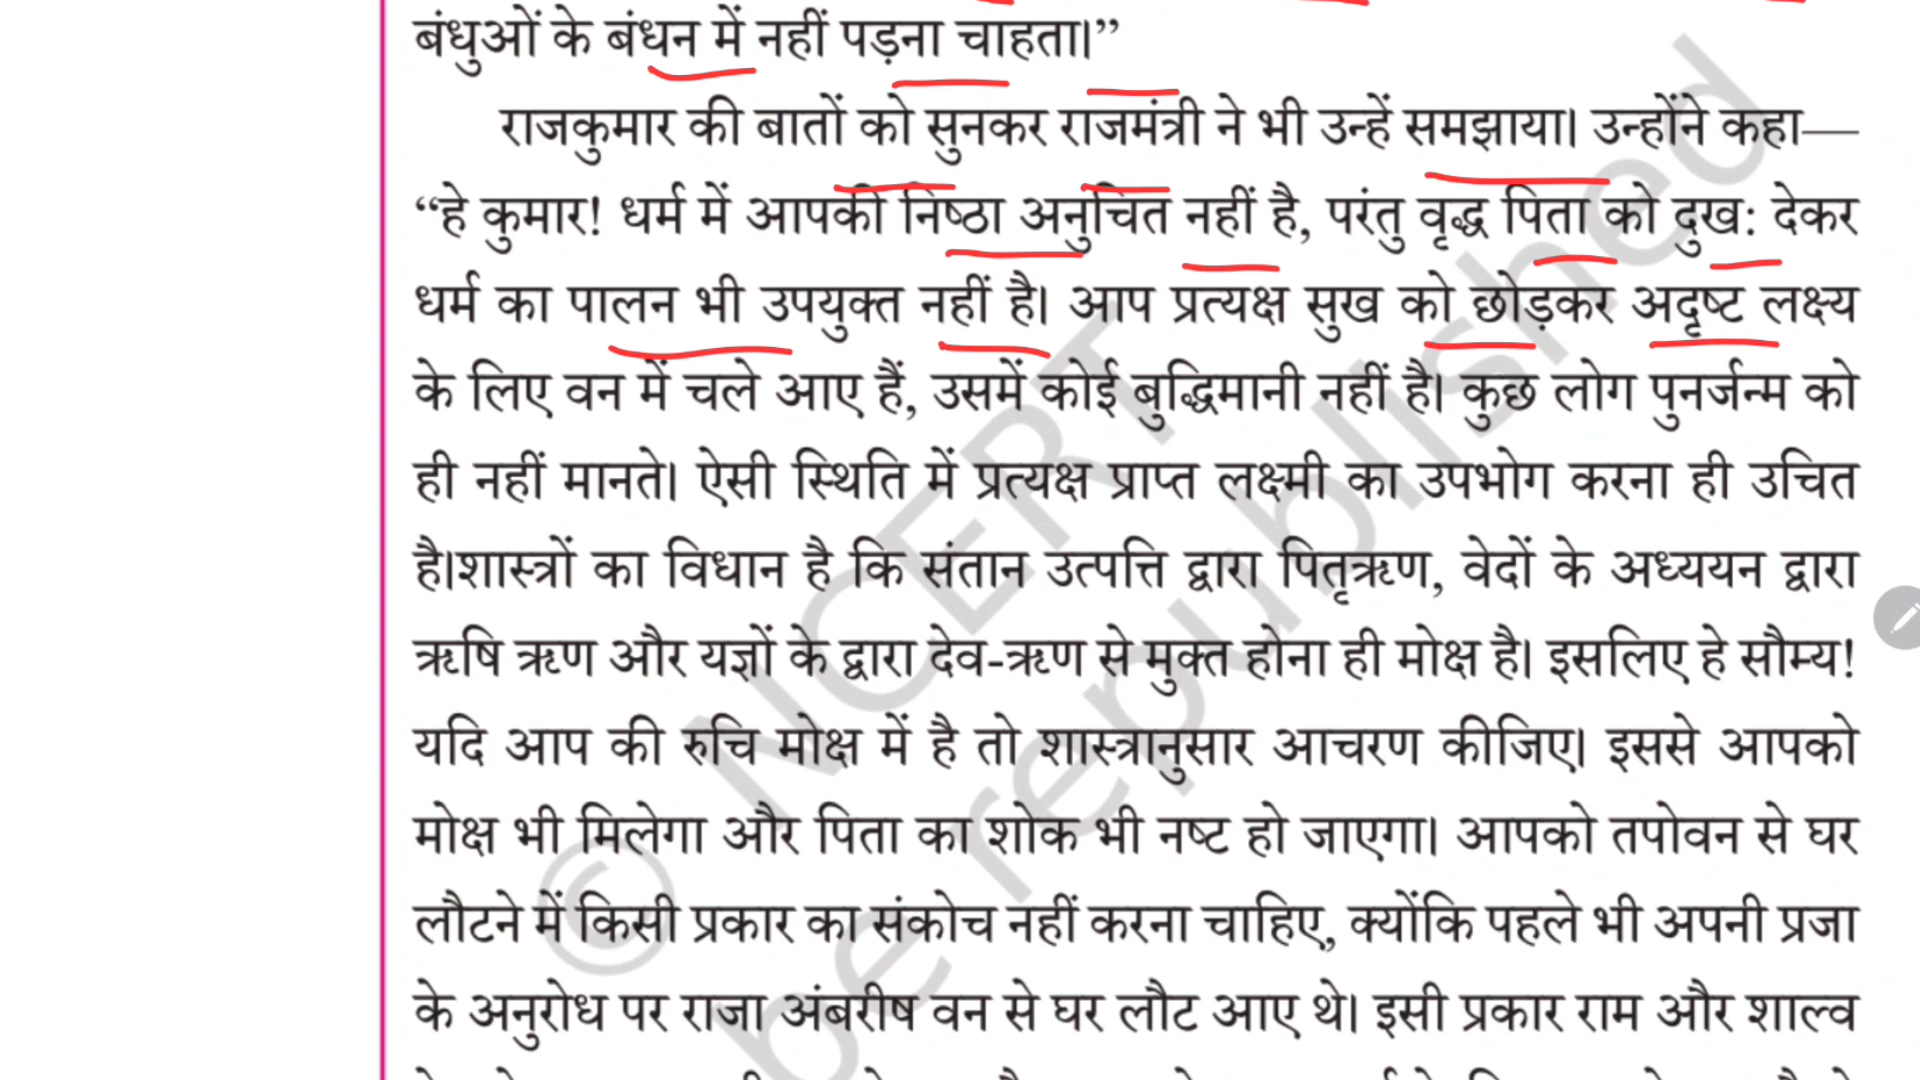 बंधुओं के बंधन में नहीं पड़ना चाहता।”
राजकुमार की बातों को सुनकर राजमंत्री ने भी उन्हें समझाया। उन्होंने कहा—
“हे कुमार! धर्म में आपकी निष्ठा अनुचित नहीं है, परंतु वृद्ध पिता को दुख: देकर
धर्म का पालन भी उपयुक्त नहीं है। आप प्रत्यक्ष सुख को छोड़कर अदृष्ट लक्ष्य
के लिए वन में चले आए हैं, उसमें कोई बुद्धिमानी नहीं है। कुछ लोग पुनर्जन्म को
ही नहीं मानते। ऐसी स्थिति में प्रत्यक्ष प्राप्त लक्ष्मी का उपभोग करना ही उचित
है।शास्त्रों का विधान है कि संतान उत्पत्ति द्वारा पितृऋण, वेदों के अध्ययन द्वारा
ऋषि ऋण और यज्ञों के द्वारा देव-ऋण से मुक्त होना ही मोक्ष है। इसलिए हे सौम्य!
यदि आप की रुचि मोक्ष में है तो शास्त्रानुसार आचरण कीजिए। इससे आपको
मोक्ष भी मिलेगा और पिता का शोक भी नष्ट हो जाएगा। आपको तपोवन से घर
लौटने में किसी प्रकार का संकोच नहीं करना चाहिए, क्योंकि पहले भी अपनी प्रजा
के अनुरोध पर राजा अंबरीष वन से घर लौट आए थे। इसी प्रकार राम और शाल्व
© NCERT
be republished